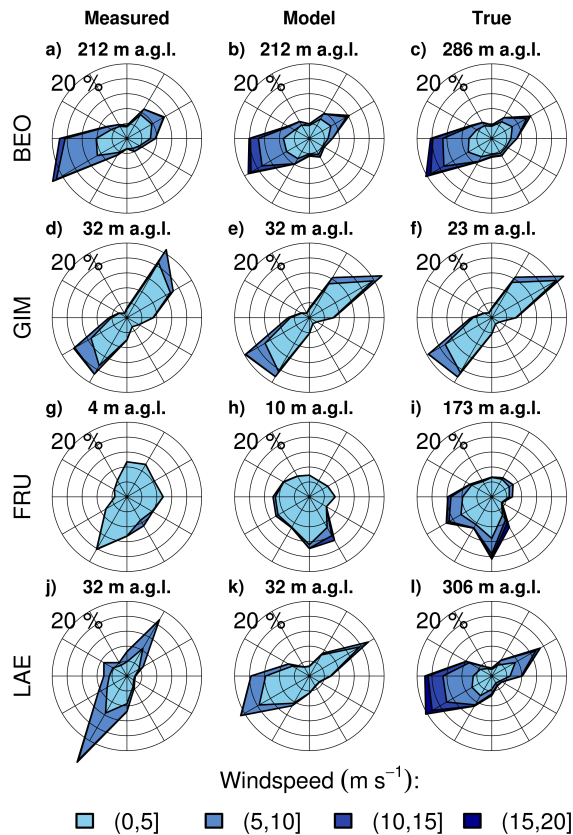 Measured Model True
a) 212 m a.g.l. b) 212 m a.g.l. c) 286 m a.g.l.
20 % 20 % 20 %
BEO
d) 32 m a.g.l. e) 32 m a.g.l. f) 23 m a.g.l.
20 % 20 % 20 %
GIM
g) 4 m a.g.l. h) 10 m a.g.l. i) 173 m a.g.l.
20 % 20 % 20 %
FRU
j) 32 m a.g.l. k) 32 m a.g.l. l) 306 m a.g.l.
20 % 20 % 20 %
LAE
Windspeed (m s⁻¹):
(0,5] (5,10] (10,15] (15,20]